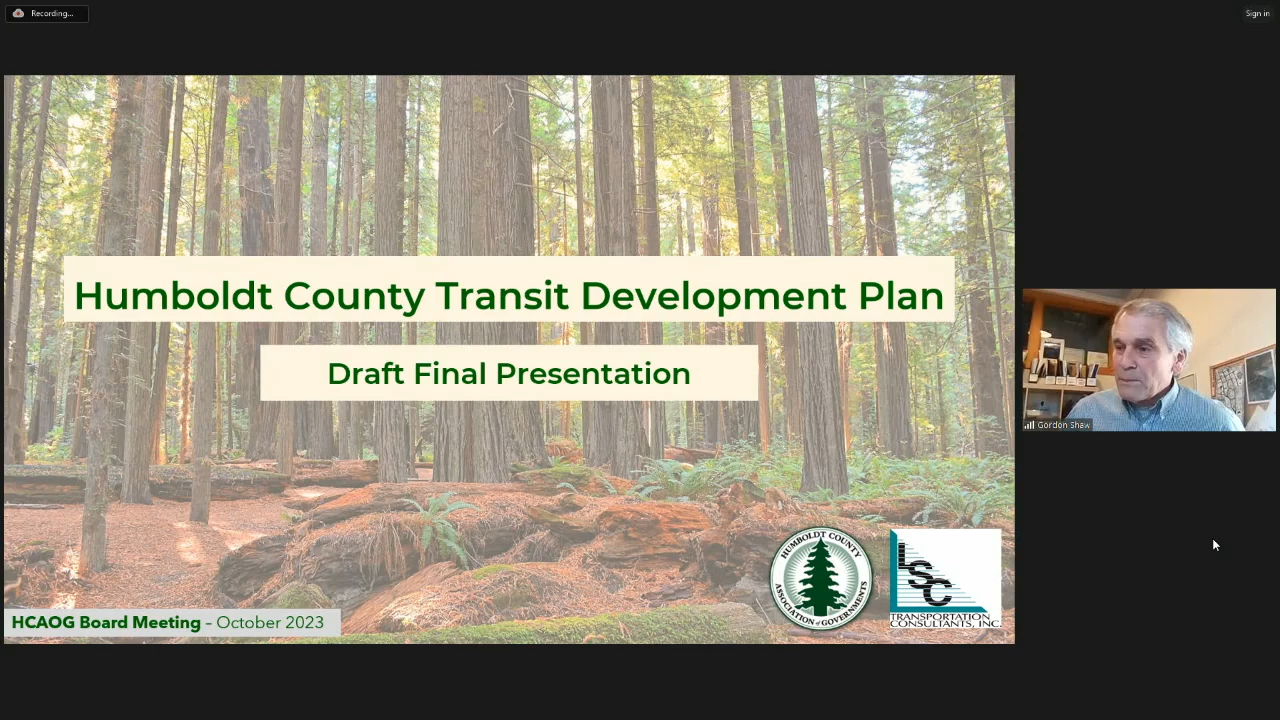 Recording...
Sign in
Humboldt County Transit Development Plan
Draft Final Presentation
Gordon Shaw
HUMBOLDT COUNTY
ASSOCIATION of GOVERNMENTS
LSC
TRANSPORTATION
CONSULTANTS, INC.
HCAOG Board Meeting – October 2023